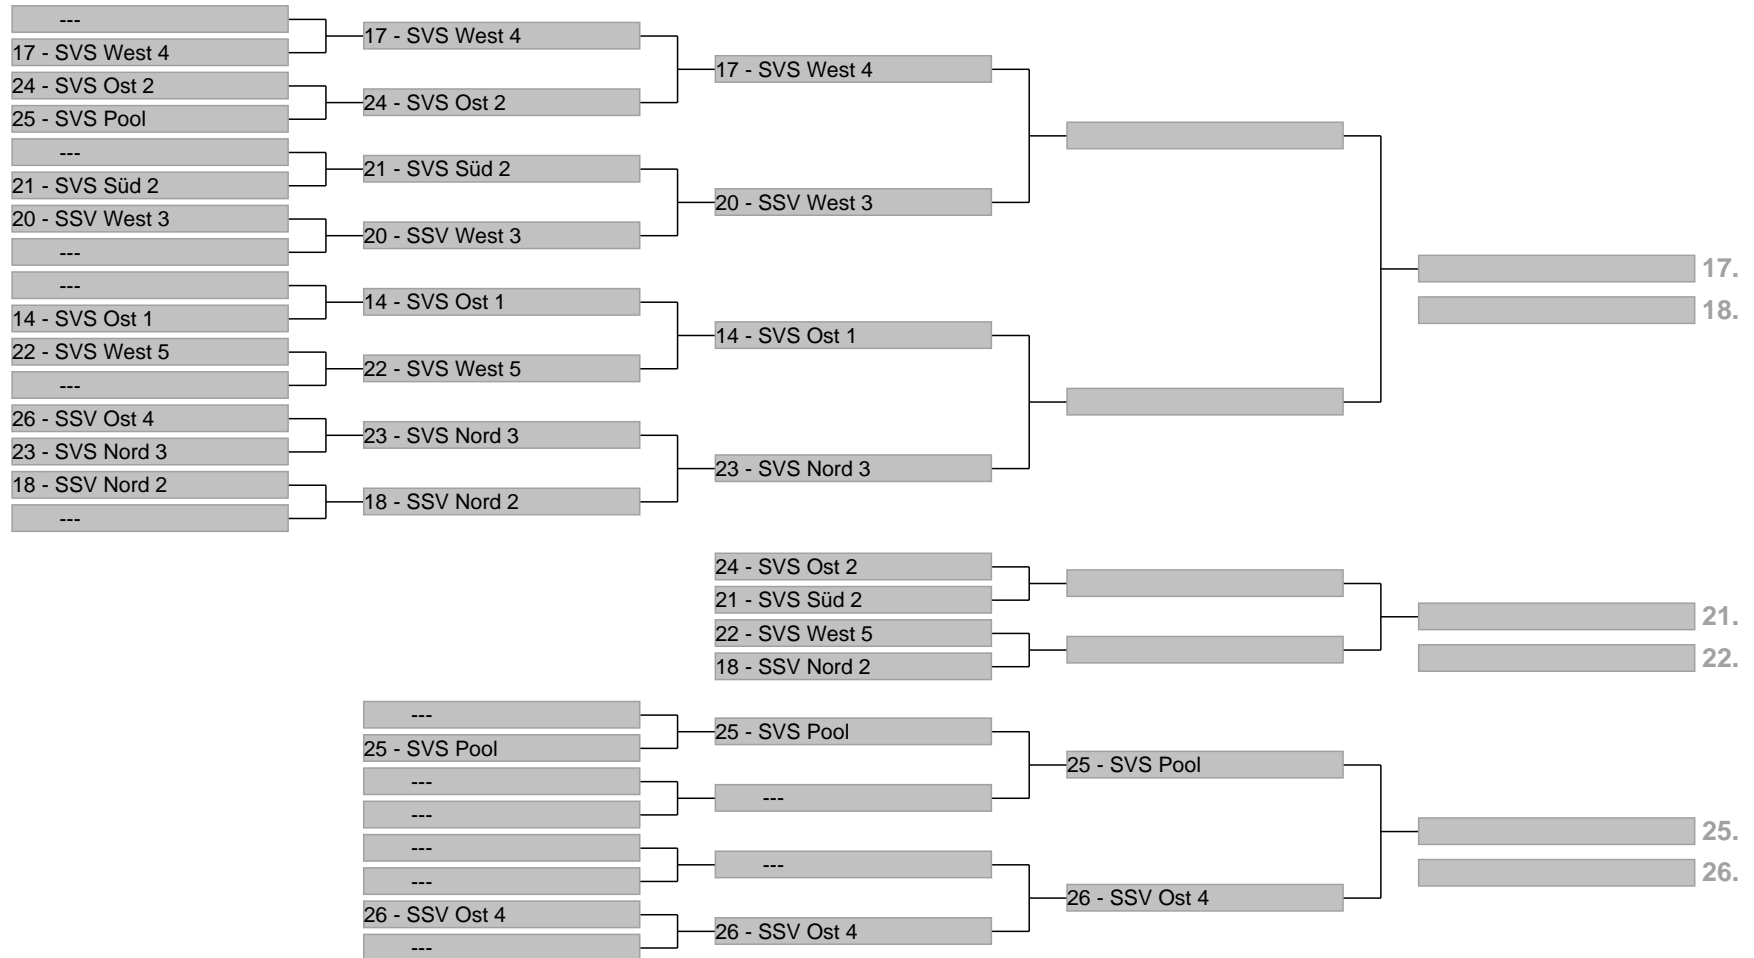 ---
17 - SVS West 4
24 - SVS Ost 2
25 - SVS Pool
---
21 - SVS Süd 2
20 - SSV West 3
---
---
14 - SVS Ost 1
22 - SVS West 5
---
26 - SSV Ost 4
23 - SVS Nord 3
18 - SSV Nord 2
---
17 - SVS West 4
24 - SVS Ost 2
21 - SVS Süd 2
20 - SSV West 3
14 - SVS Ost 1
22 - SVS West 5
23 - SVS Nord 3
18 - SSV Nord 2
17 - SVS West 4
20 - SSV West 3
14 - SVS Ost 1
23 - SVS Nord 3
17.
18.
24 - SVS Ost 2
21 - SVS Süd 2
22 - SVS West 5
18 - SSV Nord 2
21.
22.
---
25 - SVS Pool
---
---
---
---
26 - SSV Ost 4
---
25 - SVS Pool
---
---
26 - SSV Ost 4
25 - SVS Pool
26 - SSV Ost 4
25.
26.